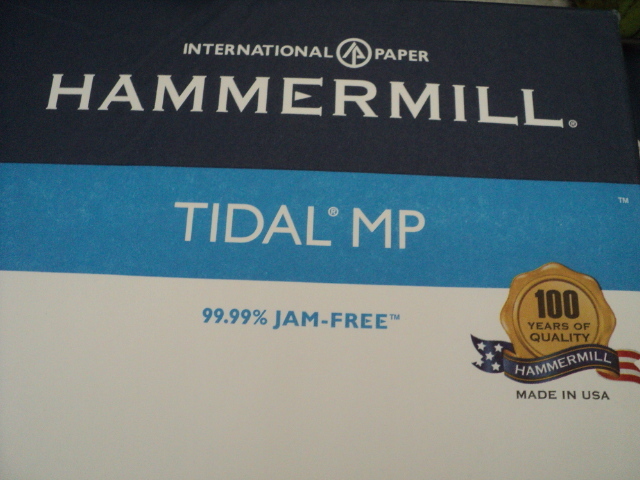 INTERNATIONAL PAPER
HAMMERMILL®
TIDAL® MP
™
99.99% JAM-FREE™
100
YEARS OF
QUALITY
HAMMERMILL
MADE IN USA